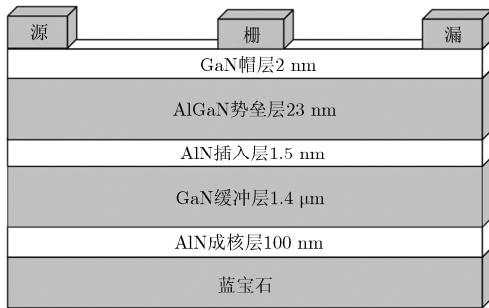 源 栅 漏
GaN帽层2 nm
AlGaN势垒层23 nm
AlN插入层1.5 nm
GaN缓冲层1.4 μm
AlN成核层100 nm
蓝宝石